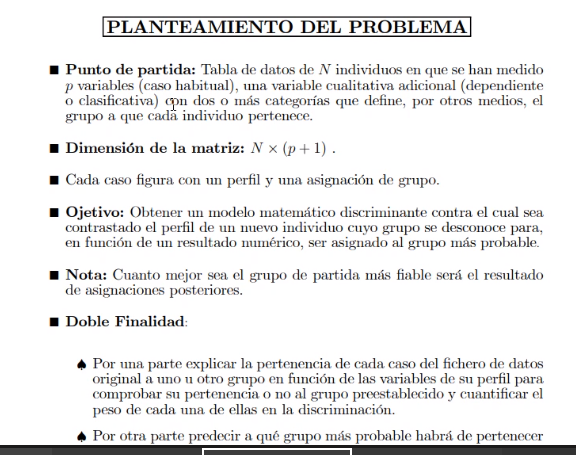 PLANTEAMIENTO DEL PROBLEMA
■ Punto de partida: Tabla de datos de N individuos en que se han medido
p variables (caso habitual), una variable cualitativa adicional (dependiente
o clasificativa) con dos o más categorías que define, por otros medios, el
grupo a que cada individuo pertenece.
■ Dimensión de la matriz: N × (p + 1) .
■ Cada caso figura con un perfil y una asignación de grupo.
■ Ojetivo: Obtener un modelo matemático discriminante contra el cual sea
contrastado el perfil de un nuevo individuo cuyo grupo se desconoce para,
en función de un resultado numérico, ser asignado al grupo más probable.
■ Nota: Cuanto mejor sea el grupo de partida más fiable será el resultado
de asignaciones posteriores.
■ Doble Finalidad:
♠ Por una parte explicar la pertenencia de cada caso del fichero de datos
original a uno u otro grupo en función de las variables de su perfil para
comprobar su pertenencia o no al grupo preestablecido y cuantificar el
peso de cada una de ellas en la discriminación.
♠ Por otra parte predecir a qué grupo más probable habrá de pertenecer